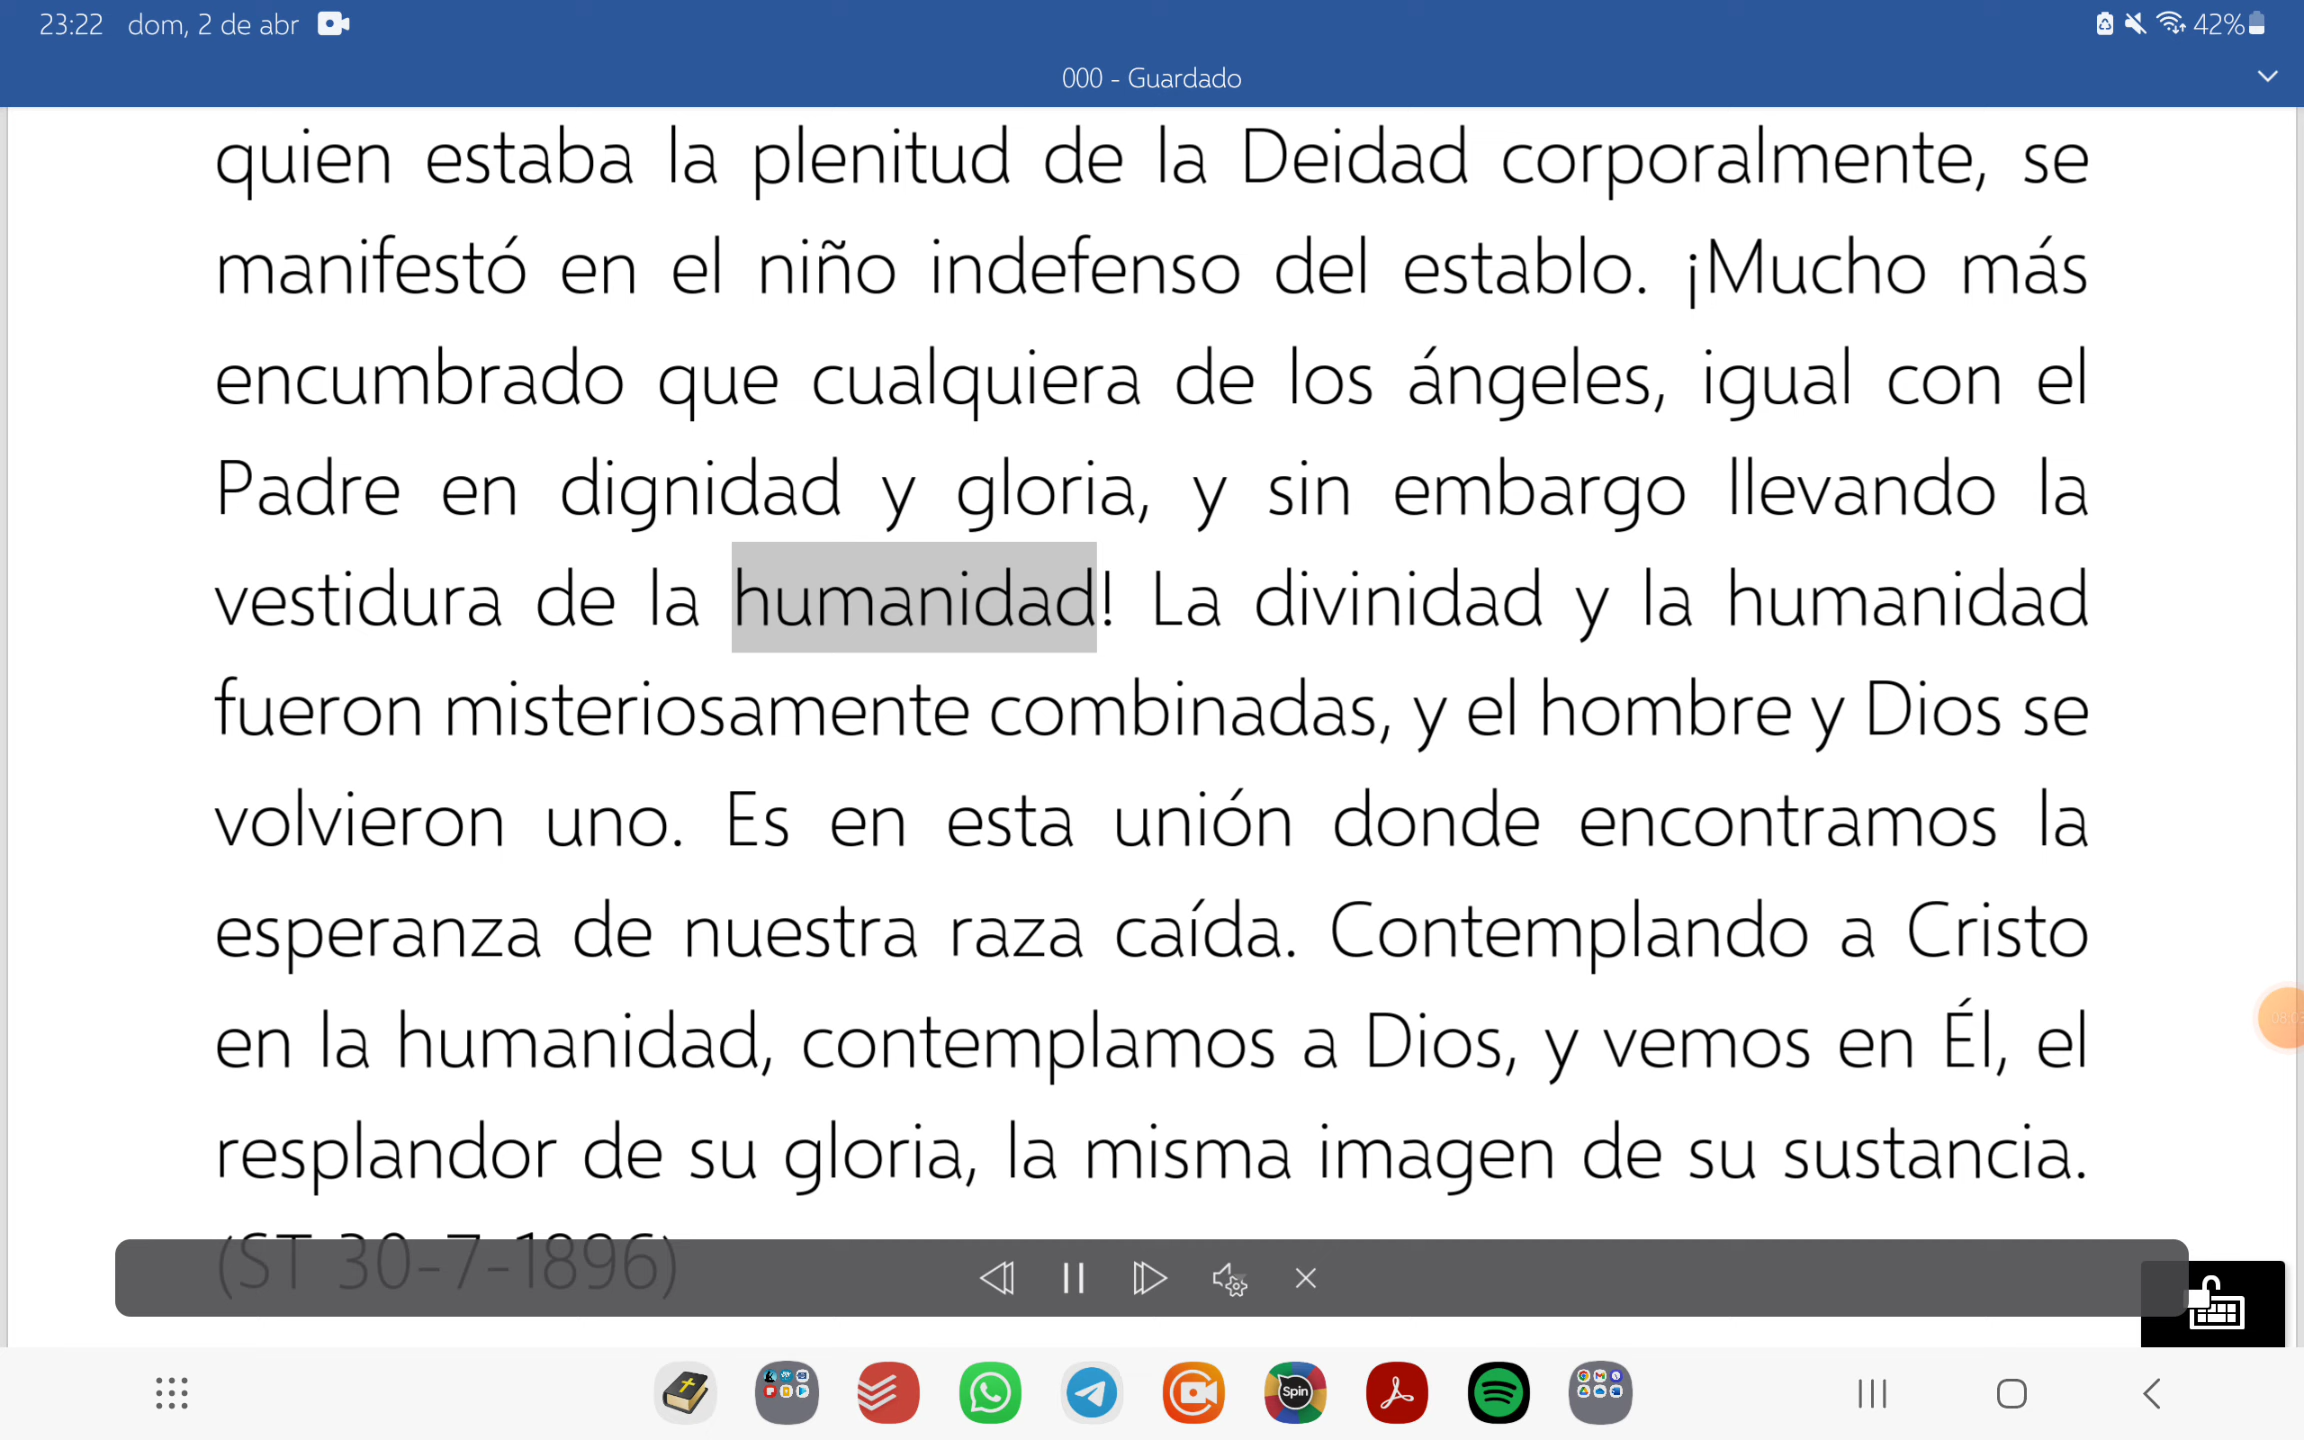 23:22 dom, 2 de abr 42%
000 - Guardado
quien estaba la plenitud de la Deidad corporalmente, se
manifestó en el niño indefenso del establo. ¡Mucho más
encumbrado que cualquiera de los ángeles, igual con el
Padre en dignidad y gloria, y sin embargo llevando la
vestidura de la humanidad! La divinidad y la humanidad
fueron misteriosamente combinadas, y el hombre y Dios se
volvieron uno. Es en esta unión donde encontramos la
esperanza de nuestra raza caída. Contemplando a Cristo
en la humanidad, contemplamos a Dios, y vemos en Él, el
resplandor de su gloria, la misma imagen de su sustancia.
(ST 30-7-1896)
Spin